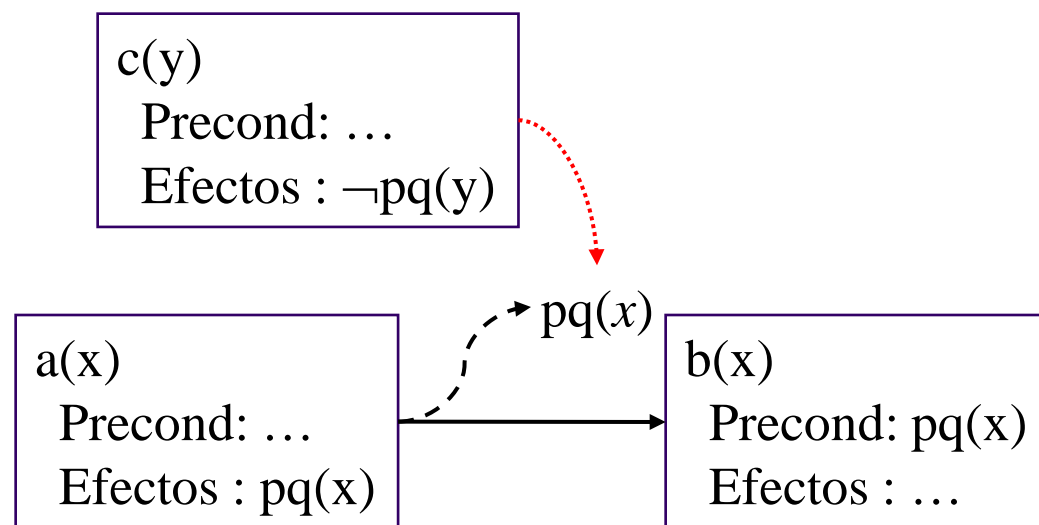 c(y)
Precond: …
Efectos : ¬pq(y)
pq(x)
a(x)
Precond: …
Efectos : pq(x)
b(x)
Precond: pq(x)
Efectos : …